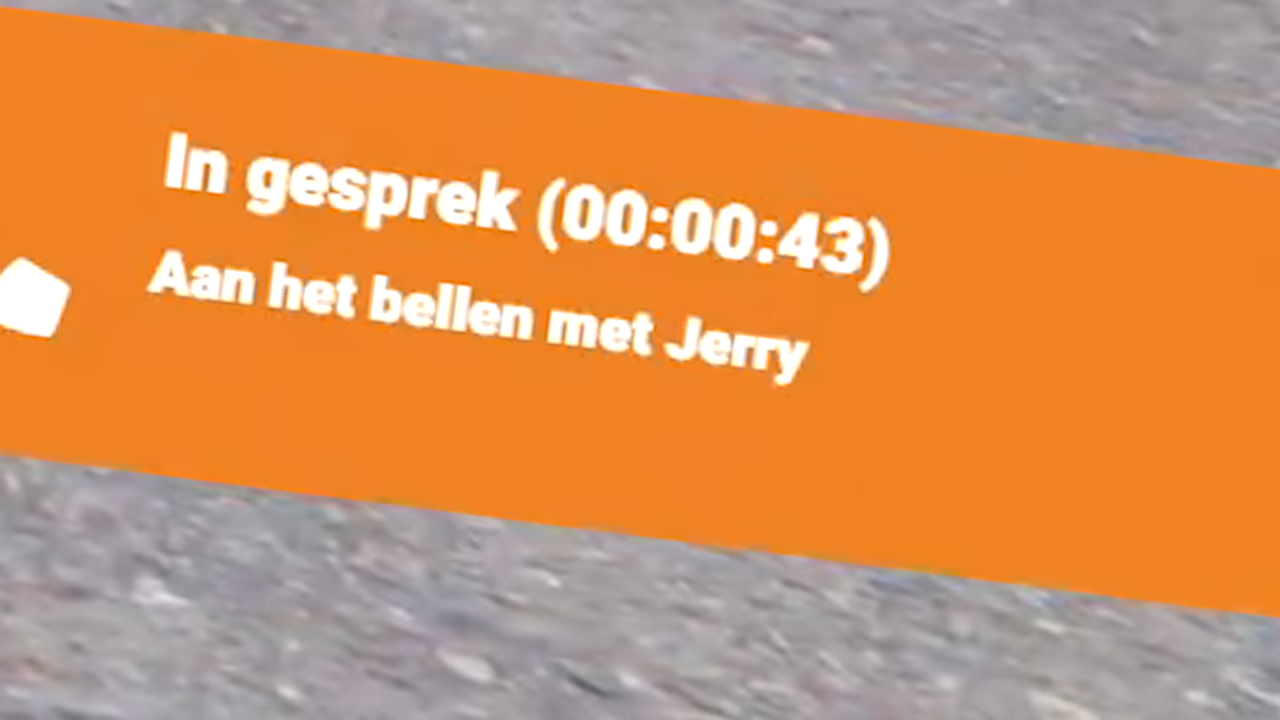 In gesprek (00:00:43)
Aan het bellen met Jerry